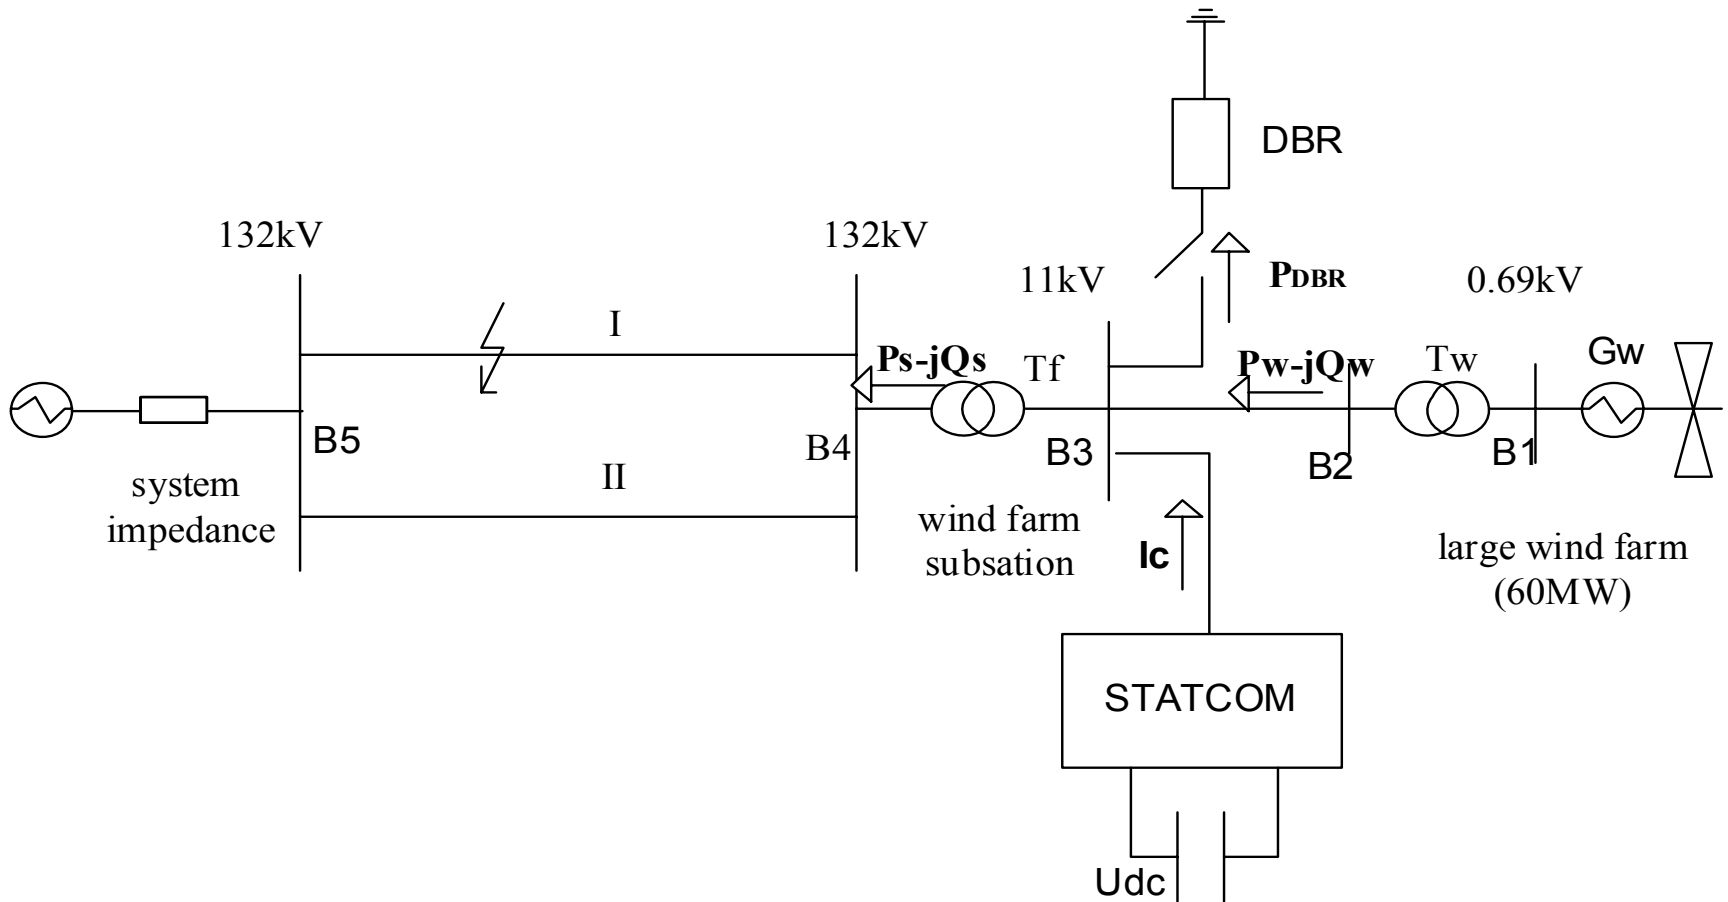 DBR
132kV
132kV
11kV
PDBR
0.69kV
I
Ps-jQs
Tf
Pw-jQw
Tw
Gw
B5
B4
B3
B2
B1
system
impedance
II
wind farm
subsation
Ic
large wind farm
(60MW)
STATCOM
Udc